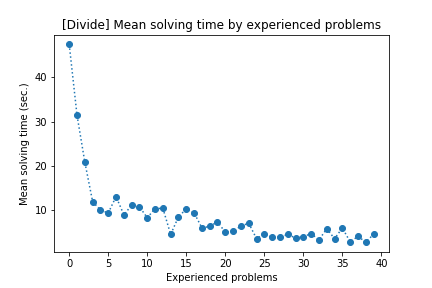 [Divide] Mean solving time by experienced problems
Mean solving time (sec.)
40
30
20
10
0 5 10 15 20 25 30 35 40
Experienced problems